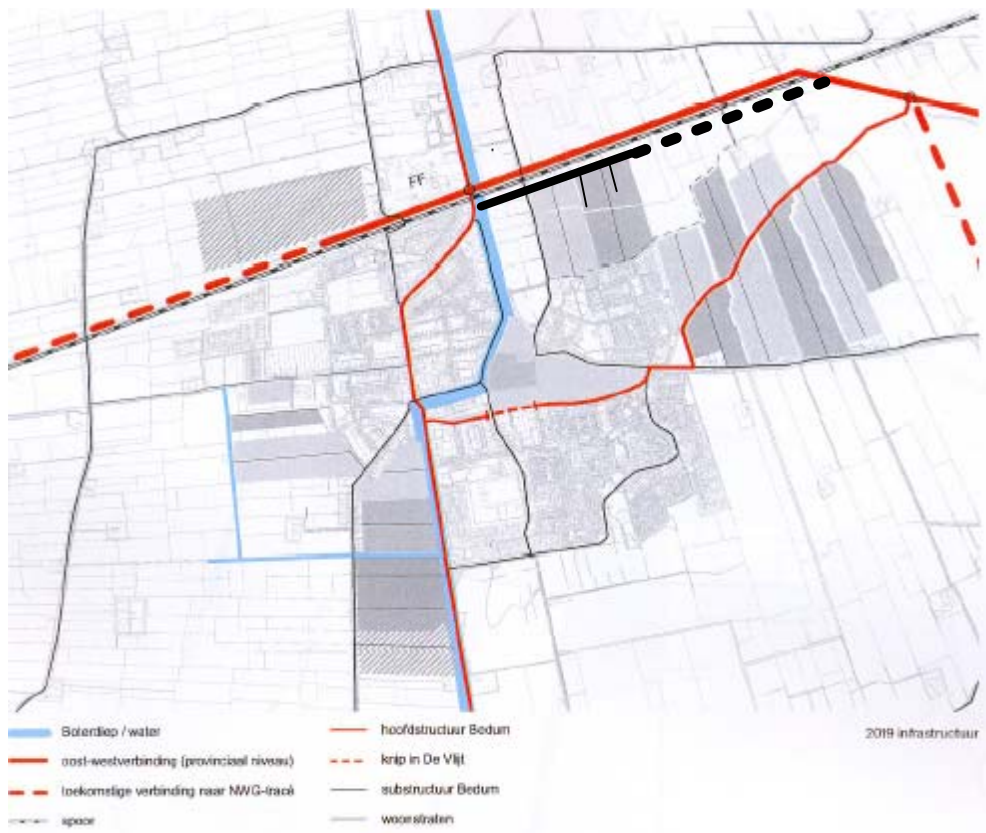 FF
Boterdiep / water
oost-westverbinding (provinciaal niveau)
toekomstige verbinding naar NWG-tracé
spoor
hoofdstructuur Bedum
knip in De Vlijt
substructuur Bedum
woonstraten
2019 infrastructuur